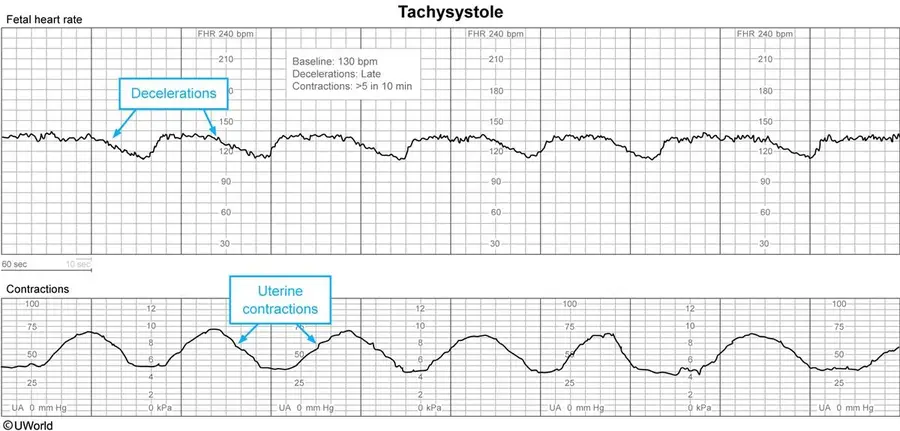 Tachysystole
Fetal heart rate
FHR 240 bpm FHR 240 bpm FHR 240 bpm
210 210 210
Baseline: 130 bpm
Decelerations: Late
Contractions: >5 in 10 min
Decelerations
150 150 150
120 120 120
90 90 90
60 60 60
30 30 30
60 sec 10 sec
Contractions
Uterine
contractions
100 12 12 100 12 100
75 10 10 75 10 75
8 8 8
50 6 50 6 50 6 50
25 4 25 4 25 4 25
2 2 2
UA 0 mm Hg 0 kPa UA 0 mm Hg 0 kPa UA 0 mm Hg 0 kPa UA 0 mm Hg
©UWorld